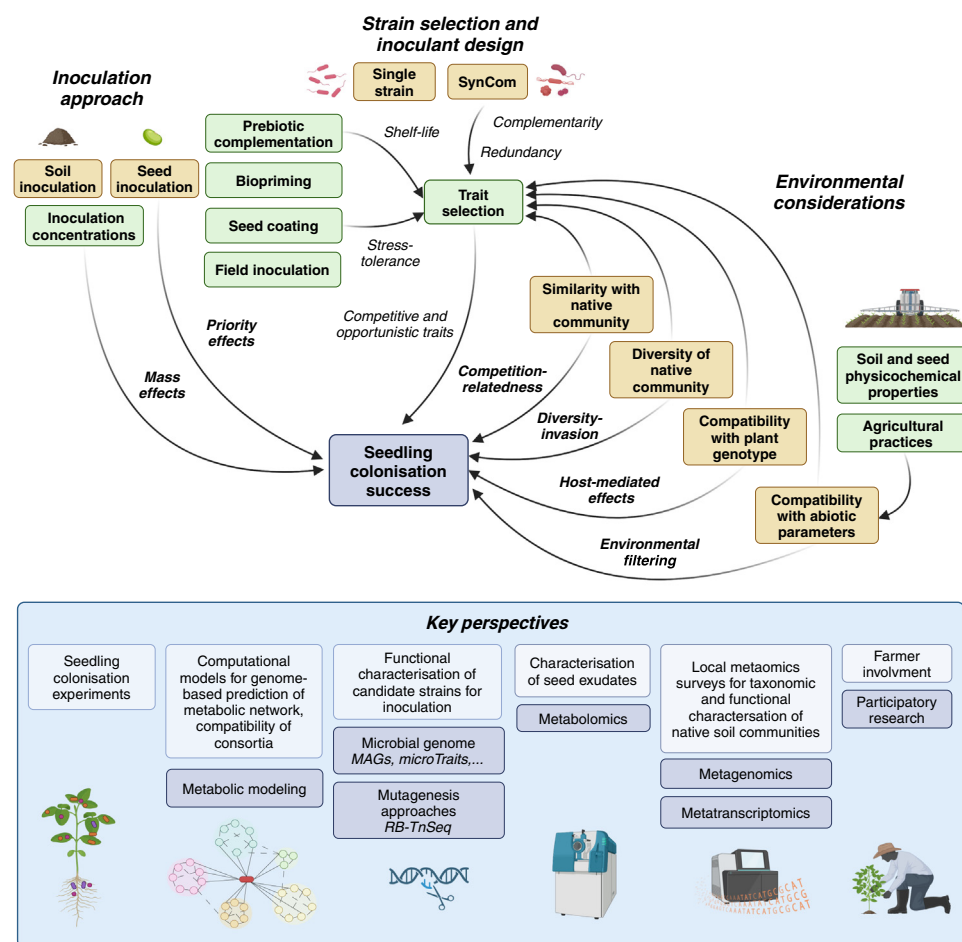 Strain selection and
inoculant design
Single
strain
SynCom
Inoculation
approach
Soil
inoculation
Seed
inoculation
Inoculation
concentrations
Prebiotic
complementation
Biopriming
Seed coating
Field inoculation
Shelf-life
Complementarity
Redundancy
Trait
selection
Stress-
tolerance
Environmental
considerations
Competitive and
opportunistic traits
Similarity with
native
community
Diversity of
native
community
Compatibility
with plant
genotype
Compatibility
with abiotic
parameters
Soil and seed
physicochemical
properties
Agricultural
practices
Priority
effects
Mass
effects
Competition-
relatedness
Diversity-
invasion
Host-mediated
effects
Environmental
filtering
Seedling
colonisation
success
Key perspectives
Seedling
colonisation
experiments
Computational
models for genome-
based prediction of
metabolic network,
compatibility of
consortia
Metabolic modeling
Functional
characterisation of
candidate strains for
inoculation
Microbial genome
MAGs, microTraits,...
Mutagenesis
approaches
RB-TnSeq
Characterisation
of seed exudates
Metabolomics
Local metaomics
surveys for taxonomic
and functional
charactersation of
native soil communities
Metagenomics
Metatranscriptomics
Farmer
involvment
Participatory
research